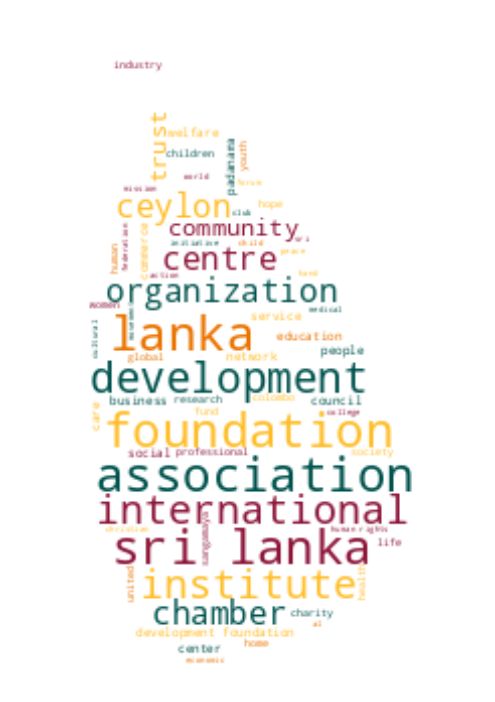 industry
trust
welfare
children
padanama
youth
world
mission
forum
ceylon
hope
club
community
sri
human
federation
commerce
initiative
child
peace
centre
action
fund
organization
women
medical
cultural
economic
service
lanka
education
global
network
people
development
business
research
colombo
council
care
fund
college
foundation
social
professional
society
association
international
christian
sangamaya
human rights
sri lanka
life
united
institute
health
chamber
charity
al
development foundation
center
home
economic